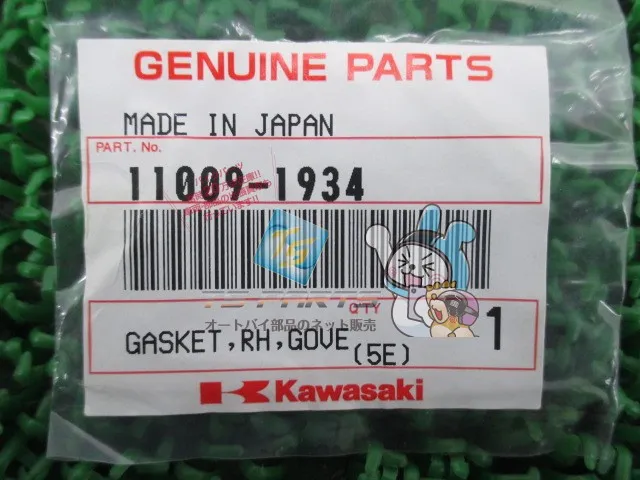 GENUINE PARTS
MADE IN JAPAN
PART. No.
11009-1934
オートバイ部品のネット販売
QTY
GASKET,RH,GOVE
(5E)
1
Kawasaki